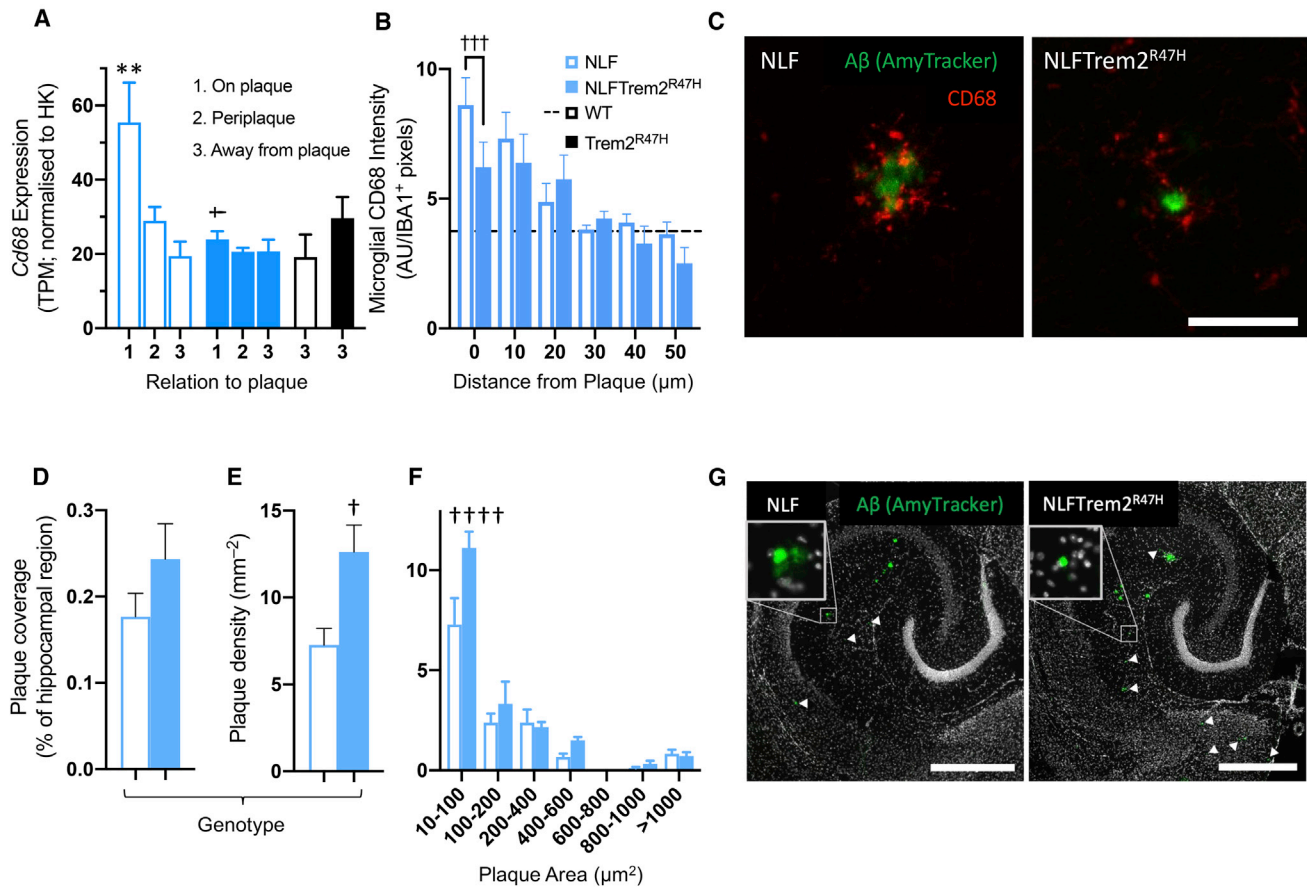 A
Cd68 Expression
(TPM; normalised to HK)
60
40
20
0
**
1. On plaque
2. Periplaque
3. Away from plaque
†
1 2 3 1 2 3 3 3
Relation to plaque
B
Microglial CD68 Intensity
(AU/IBA1+ pixels)
10
5
0
†††
NLF
NLFTrem2R47H
WT
Trem2R47H
0 10 20 30 40 50
Distance from Plaque (µm)
C
NLF
Aβ (AmyTracker)
CD68
NLFTrem2R47H
D
Plaque coverage
(% of hippocampal region)
0.3
0.2
0.1
0.0
E
Plaque density (mm−2)
15
10
5
0
†
Genotype
F
10
5
0
††††
10-100
100-200
200-400
400-600
600-800
800-1000
>1000
Plaque Area (µm2)
G
NLF
Aβ (AmyTracker)
NLFTrem2R47H